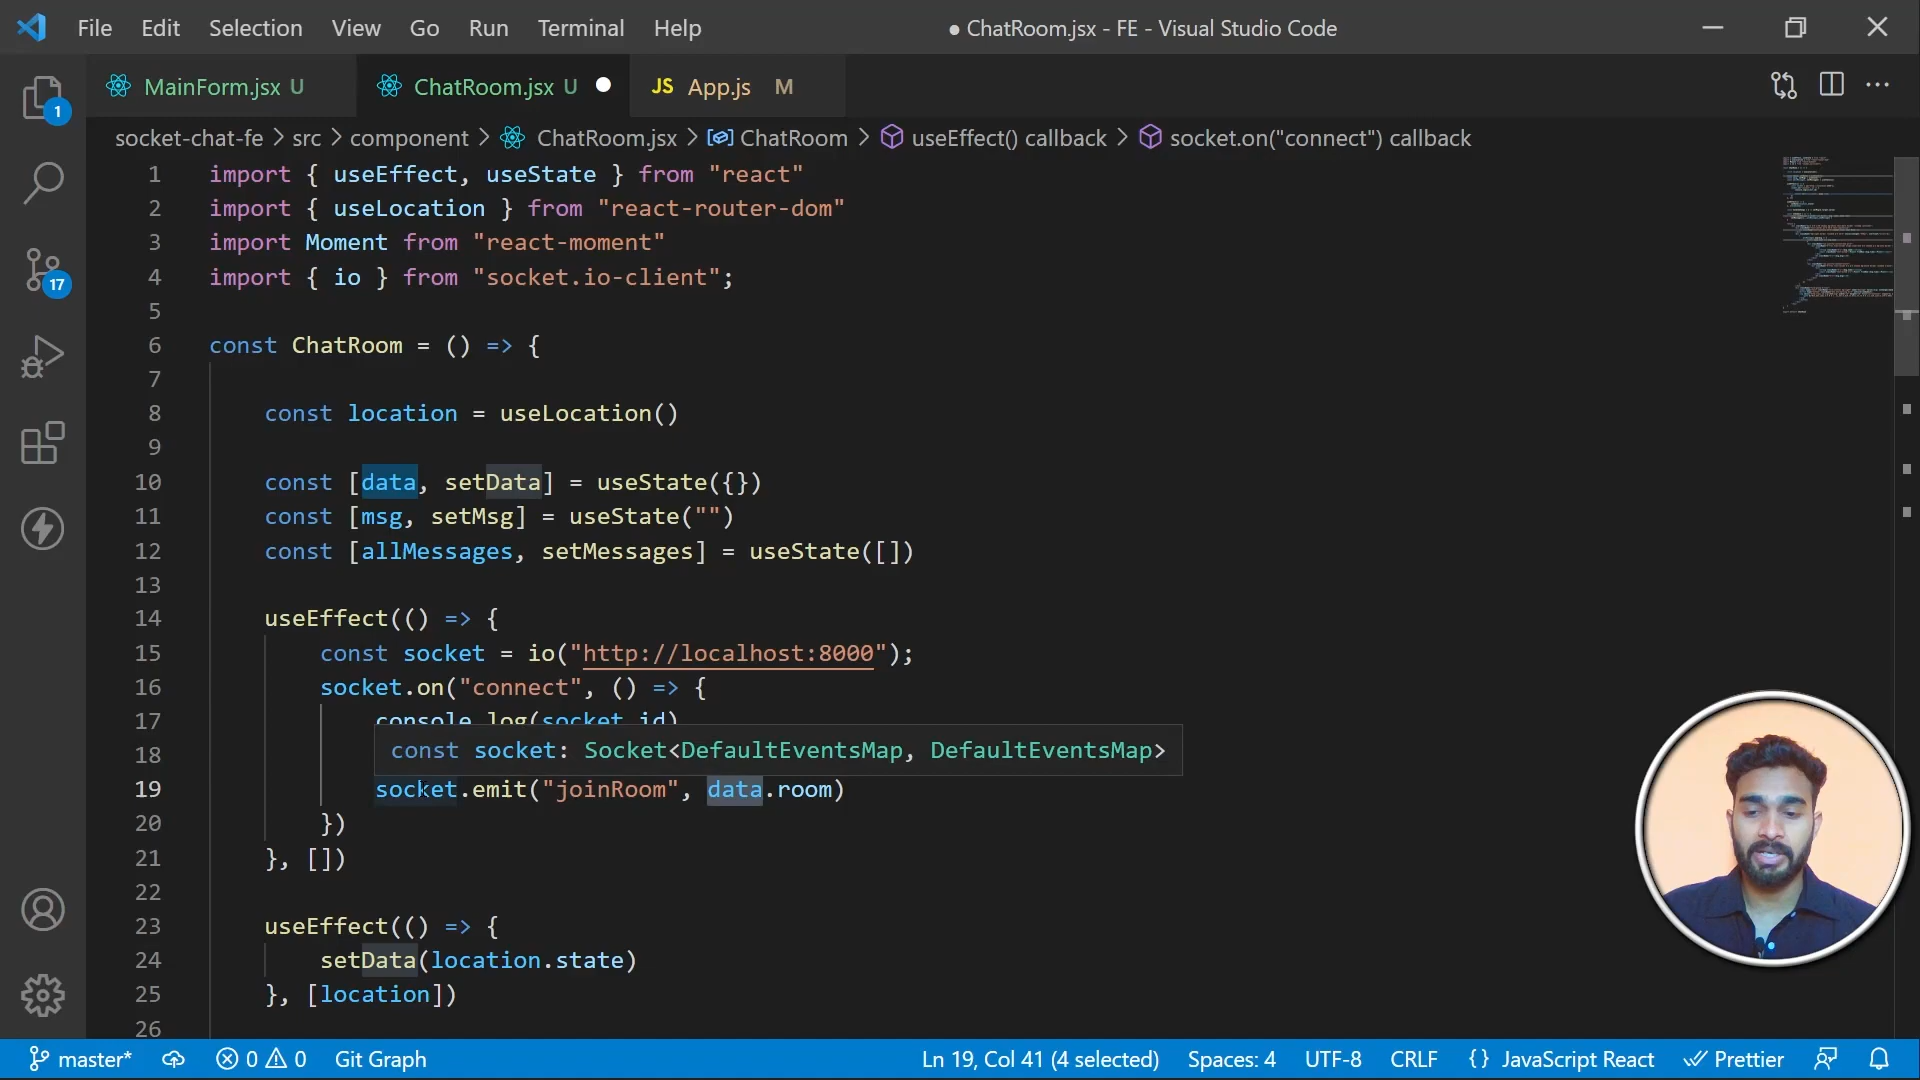 File Edit Selection View Go Run Terminal Help ● ChatRoom.jsx - FE - Visual Studio Code
MainForm.jsx U ChatRoom.jsx U JS App.js M
1
socket-chat-fe > src > component > ChatRoom.jsx > ChatRoom > useEffect() callback > socket.on("connect") callback
1 import { useEffect, useState } from "react"
2 import { useLocation } from "react-router-dom"
3 import Moment from "react-moment"
4 import { io } from "socket.io-client";
17
5
6 const ChatRoom = () => {
7
8 const location = useLocation()
9
10 const [data, setData] = useState({})
11 const [msg, setMsg] = useState("")
12 const [allMessages, setMessages] = useState([])
13
14 useEffect(() => {
15 const socket = io("http://localhost:8000");
16 socket.on("connect", () => {
17 console.log(socket.id)
18 const socket: Socket<DefaultEventsMap, DefaultEventsMap>
19 socket.emit("joinRoom", data.room)
20 })
21 }, [])
22
23 useEffect(() => {
24 setData(location.state)
25 }, [location])
26
master* 0 0 Git Graph Ln 19, Col 41 (4 selected) Spaces: 4 UTF-8 CRLF {} JavaScript React Prettier